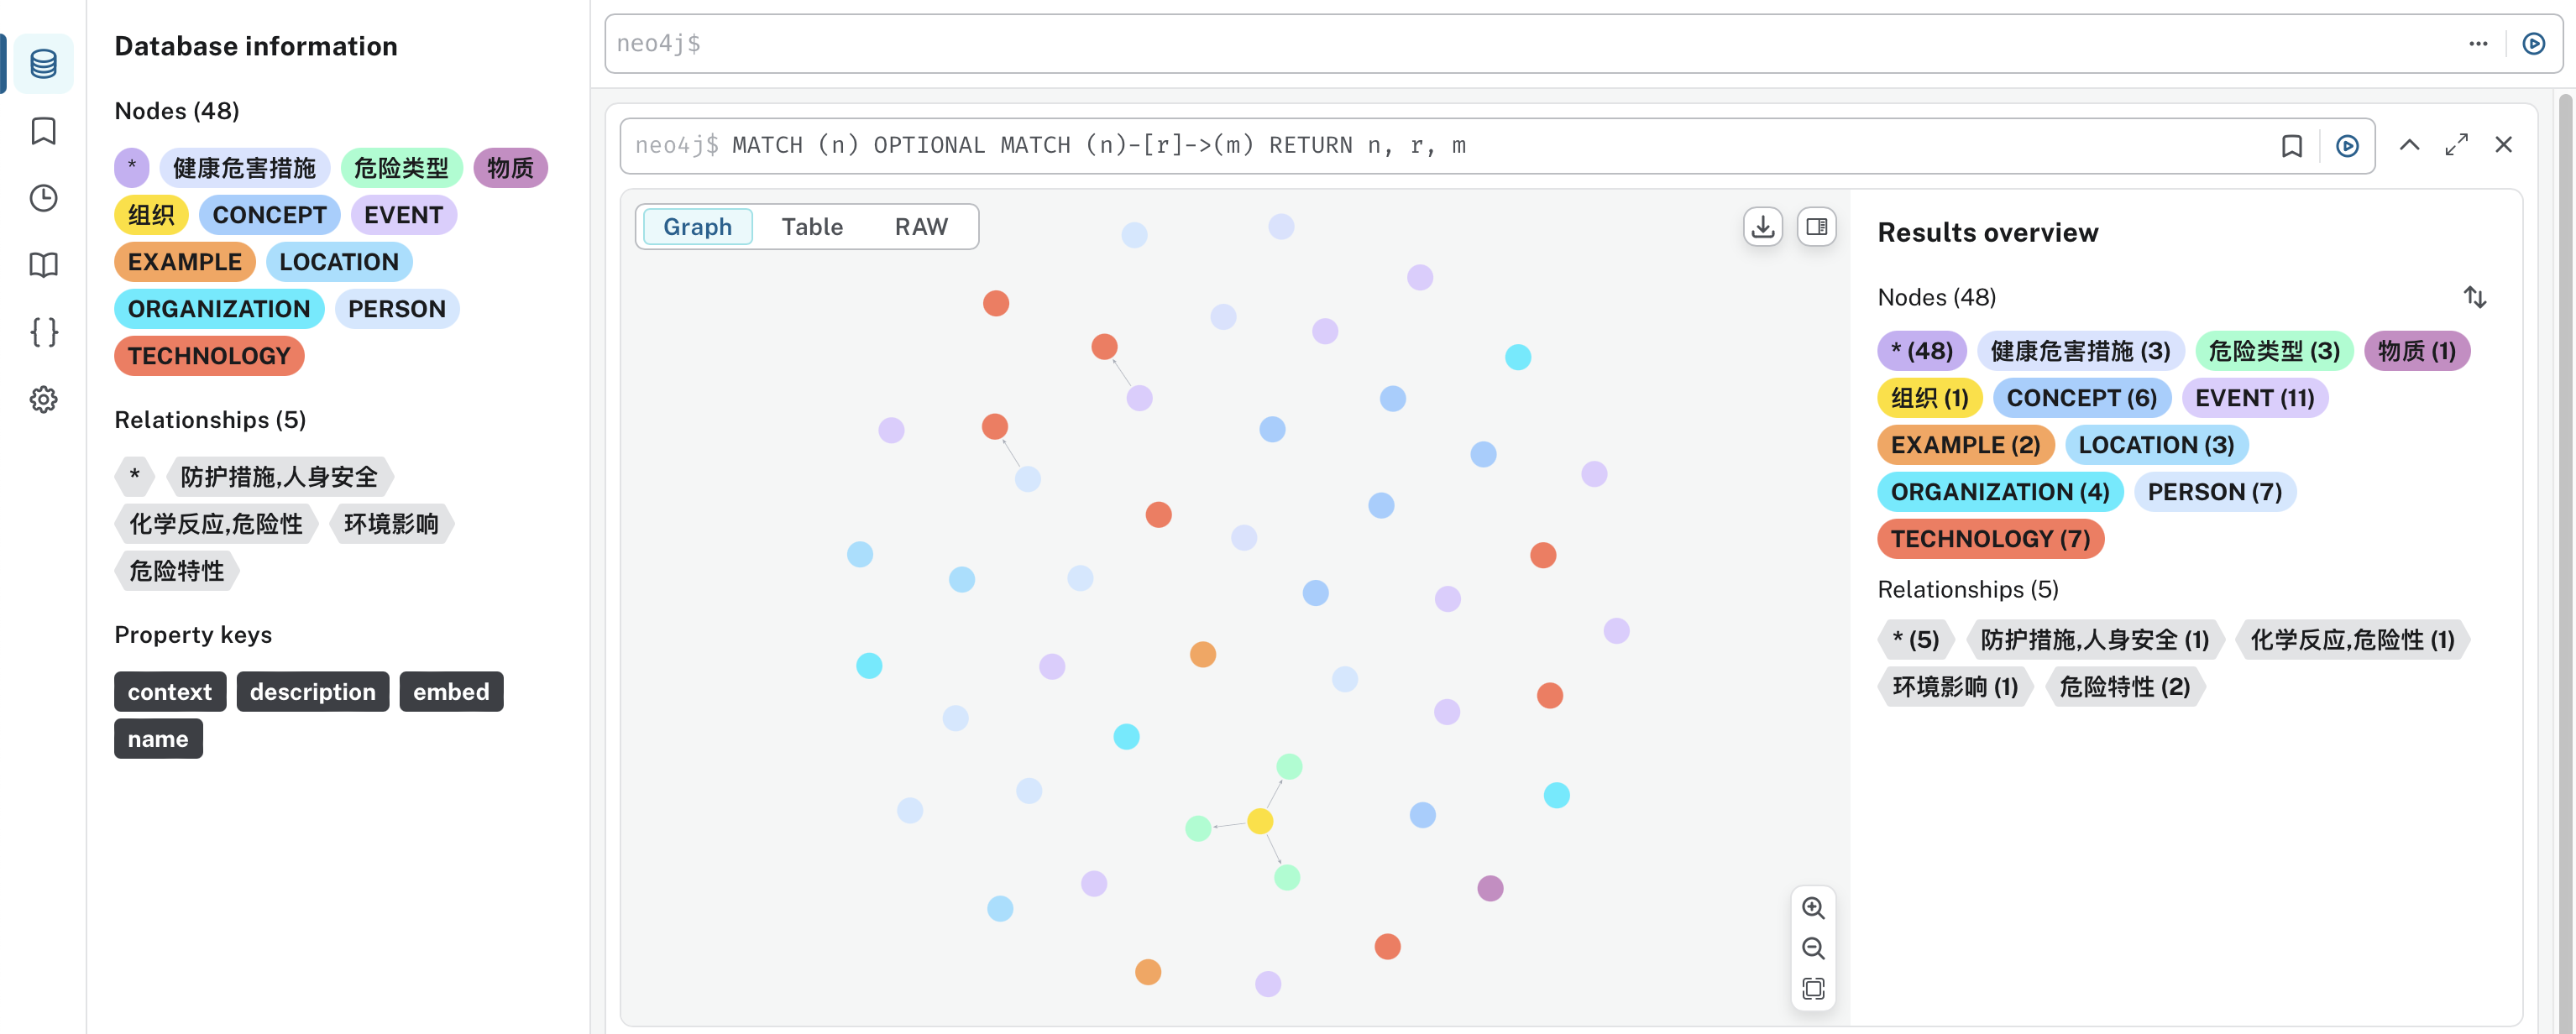 Database information
Nodes (48)
* 健康危害措施 危险类型 物质
组织 CONCEPT EVENT
EXAMPLE LOCATION
ORGANIZATION PERSON
TECHNOLOGY
Relationships (5)
* 防护措施,人身安全
化学反应,危险性 环境影响
危险特性
Property keys
context description embed
name
neo4j$
neo4j$ MATCH (n) OPTIONAL MATCH (n)-[r]->(m) RETURN n, r, m
Graph Table RAW
Results overview
Nodes (48)
* (48) 健康危害措施 (3) 危险类型 (3) 物质 (1)
组织 (1) CONCEPT (6) EVENT (11)
EXAMPLE (2) LOCATION (3)
ORGANIZATION (4) PERSON (7)
TECHNOLOGY (7)
Relationships (5)
* (5) 防护措施,人身安全 (1) 化学反应,危险性 (1)
环境影响 (1) 危险特性 (2)